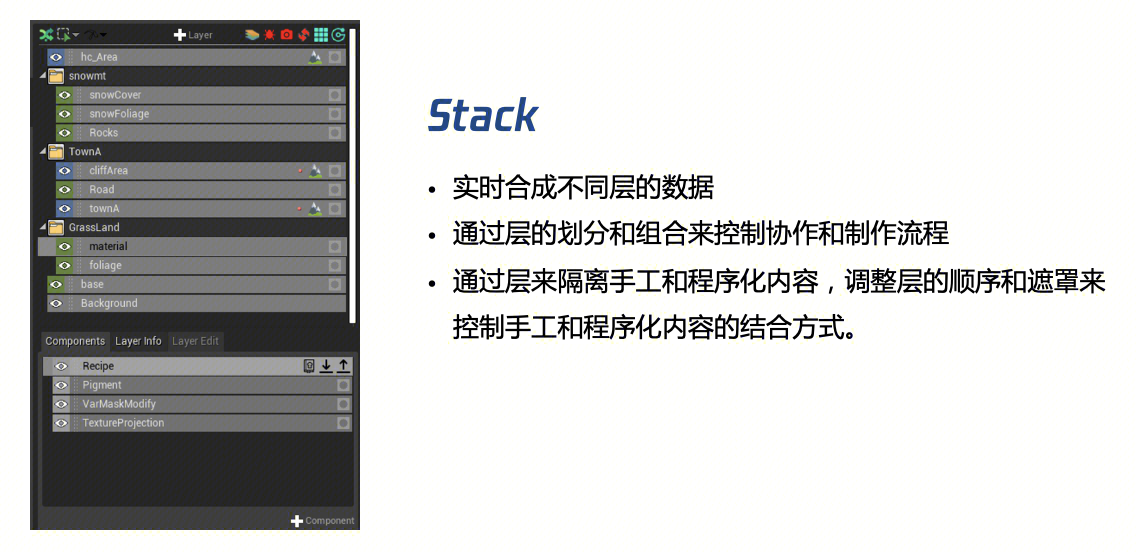 Layer
hc_Area
snowmt
snowCover
snowFoliage
Rocks
TownA
cliffArea
Road
townA
GrassLand
material
foliage
base
Background
Components Layer Info Layer Edit
Recipe
Pigment
VarMaskModify
TextureProjection
Component
Stack
• 实时合成不同层的数据
• 通过层的划分和组合来控制协作和制作流程
• 通过层来隔离手工和程序化内容，调整层的顺序和遮罩来
控制手工和程序化内容的结合方式。